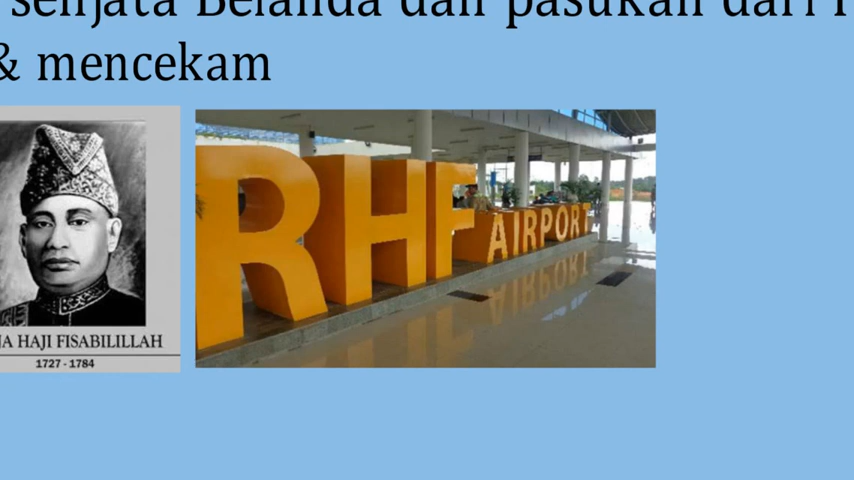 senjata Belanda dan pasukan dari
& mencekam
HAJI FISABILILLAH
1727 - 1784
RHF AIRPORT